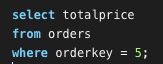 select totalprice
from orders
where orderkey = 5;